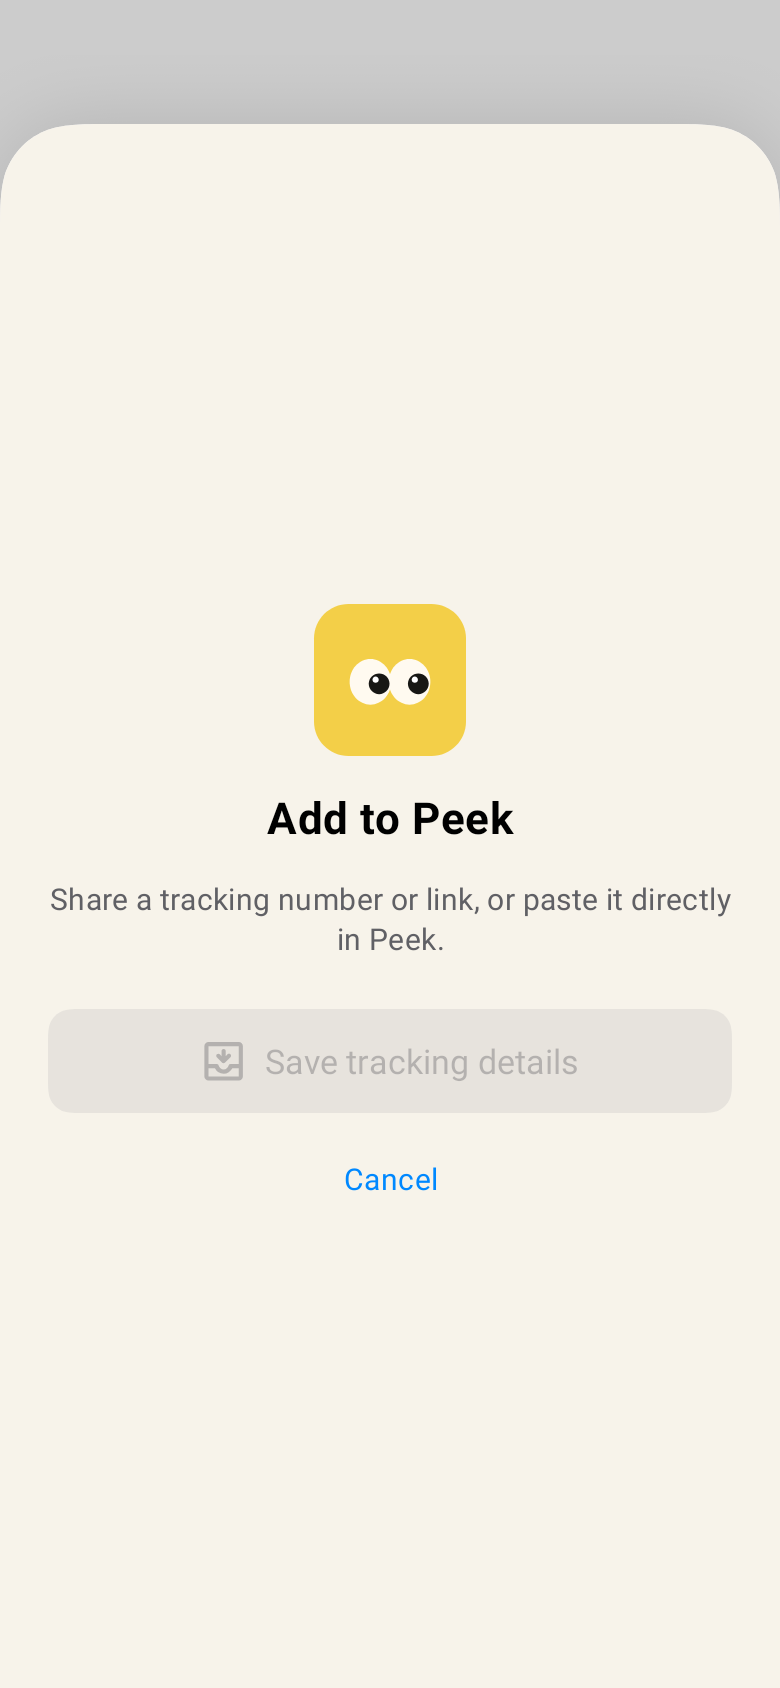 Add to Peek
Share a tracking number or link, or paste it directly
in Peek.
Save tracking details
Cancel